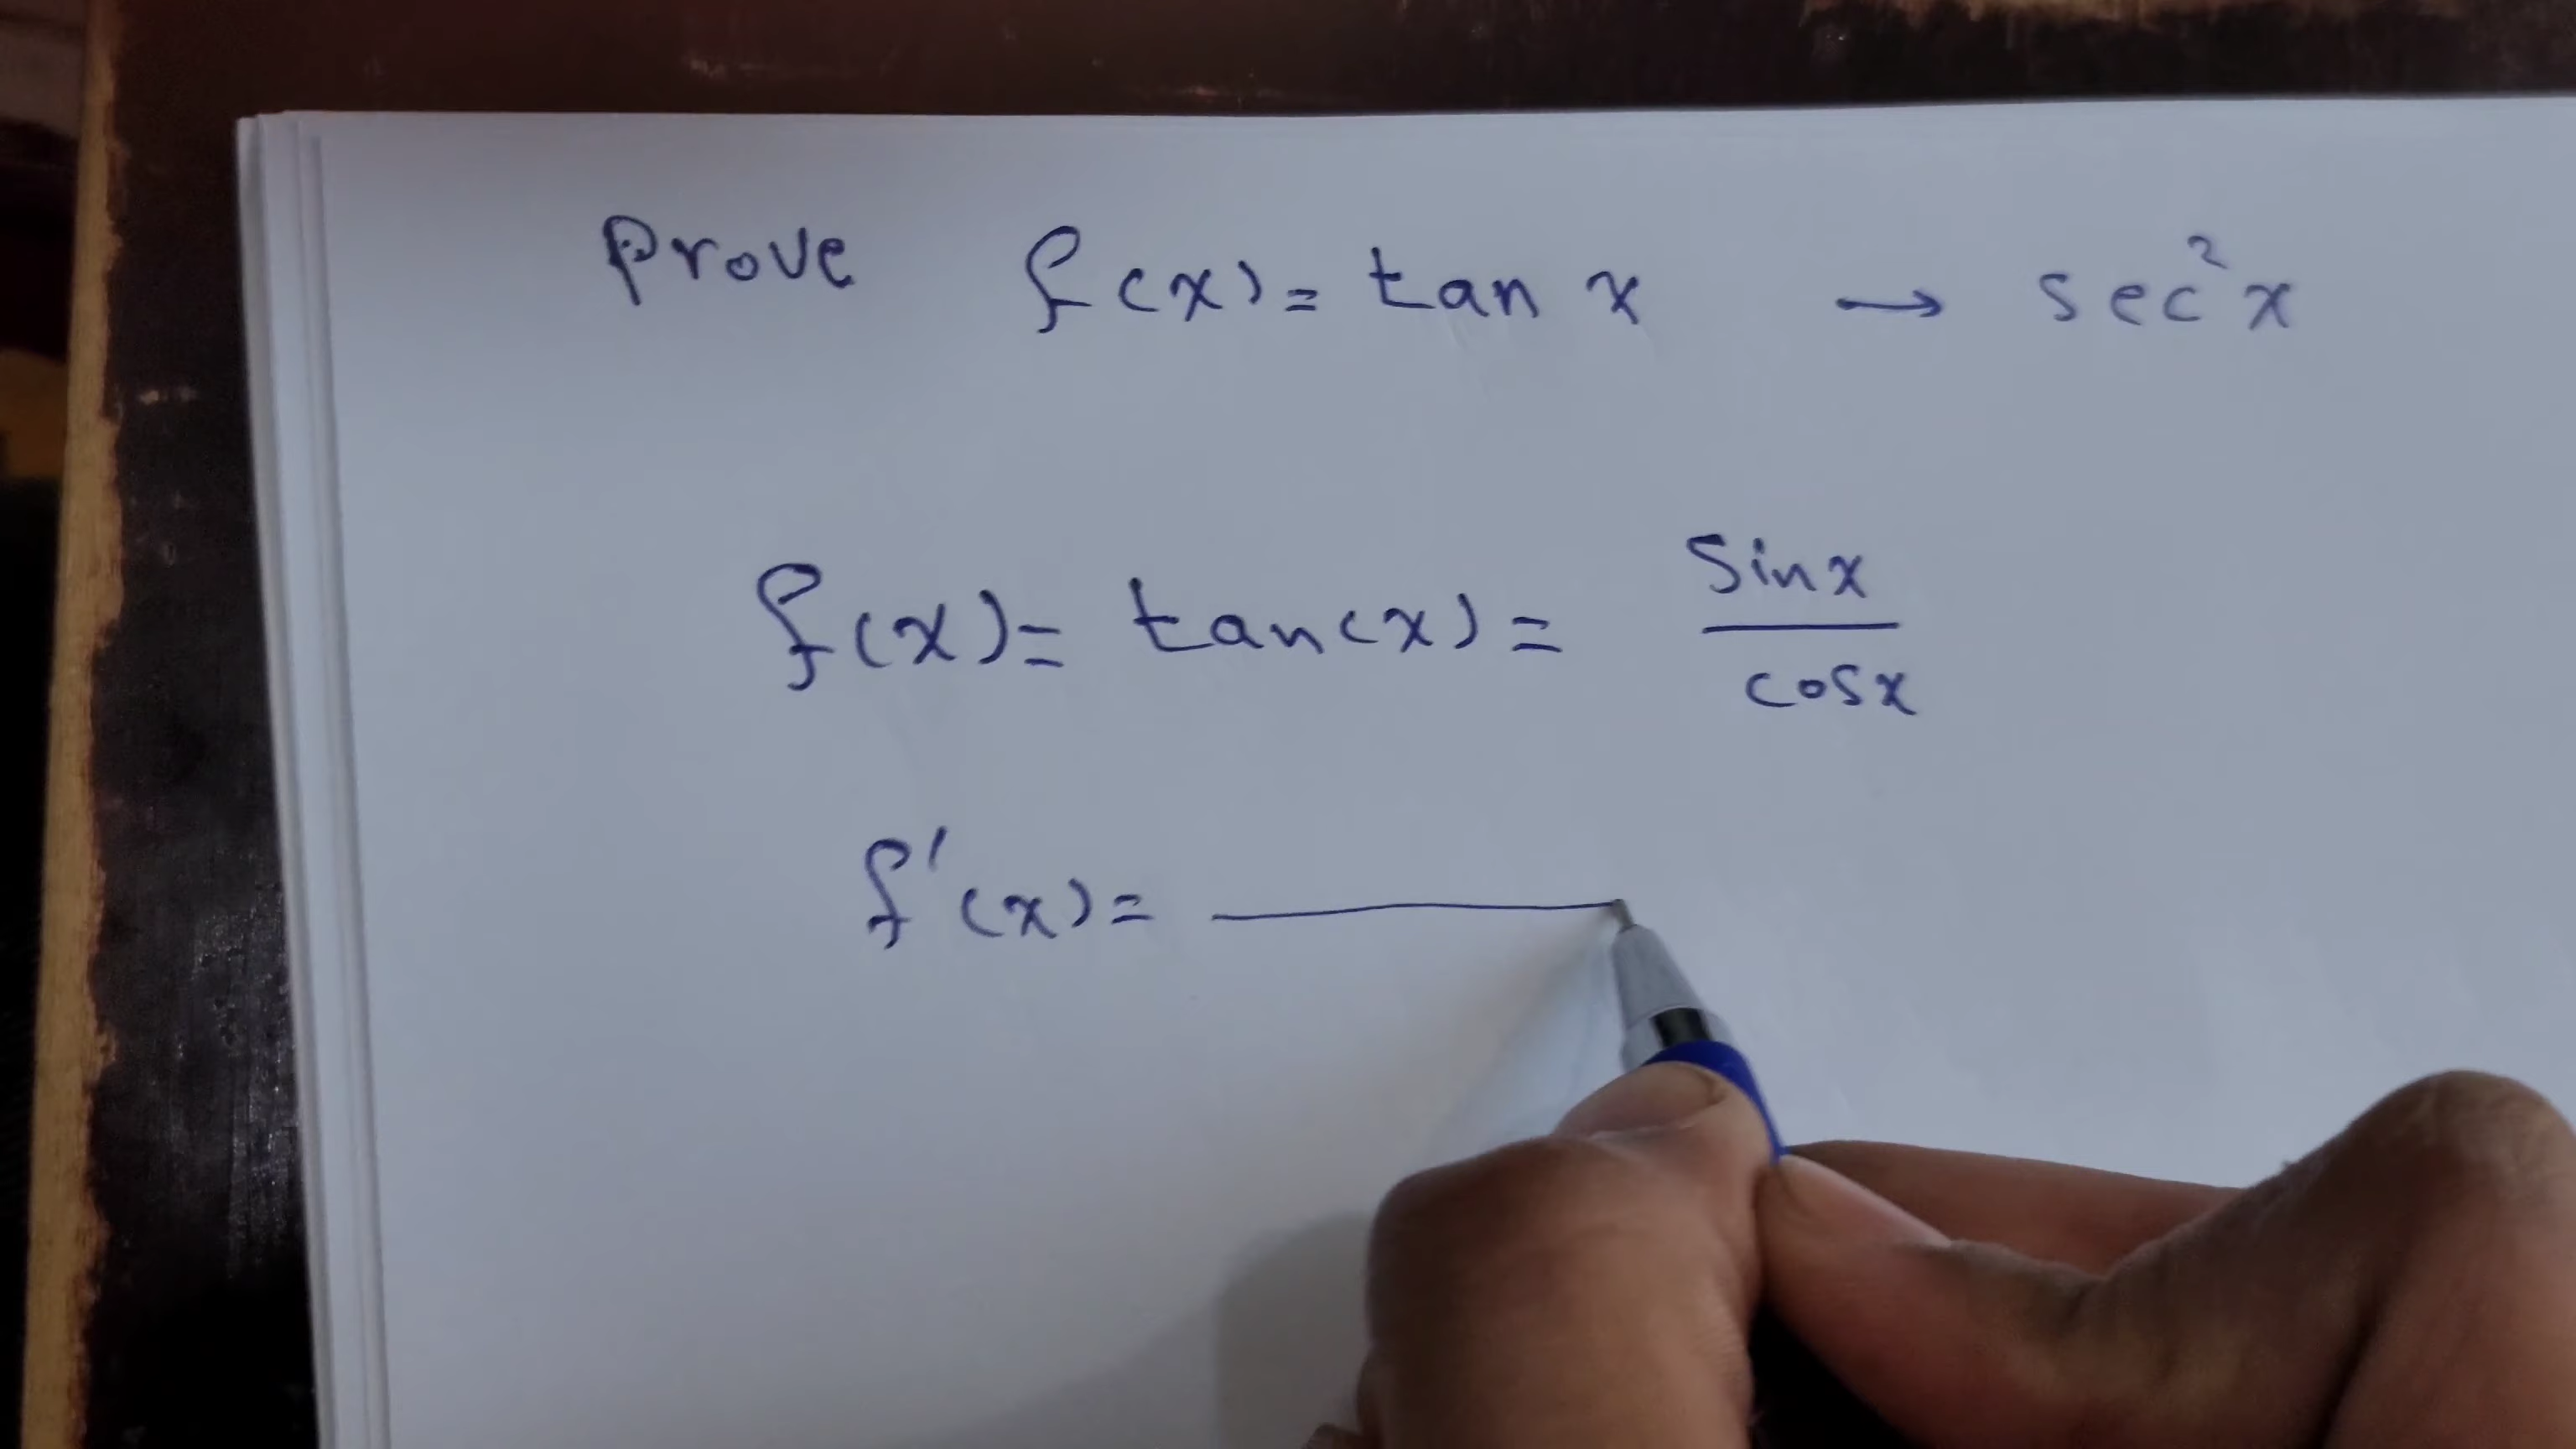 Prove f(x) = tan x → sec²x
f(x) = tan(x) = sinx / cosx
f'(x) =